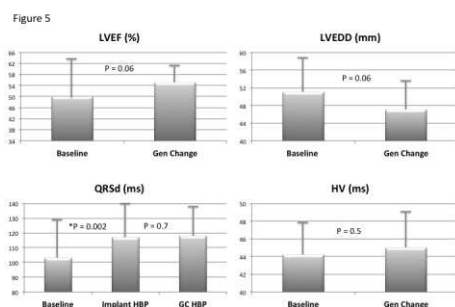 Figure 5
LVEF (%)
66
62
58
54
50
46
42
38
34
P = 0.06
Baseline Gen Change
LVEDD (mm)
60
56
52
48
44
40
P = 0.06
Baseline Gen Change
QRSd (ms)
140
130
120
110
100
90
80
*P = 0.002 P = 0.7
Baseline Implant HBP GC HBP
HV (ms)
50
48
46
44
42
40
P = 0.5
Baseline Gen Change